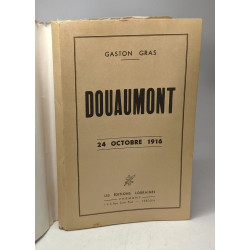 GASTON GRAS
DOUAUMONT
24 OCTOBRE 1916
LES EDITIONS LORRAINES